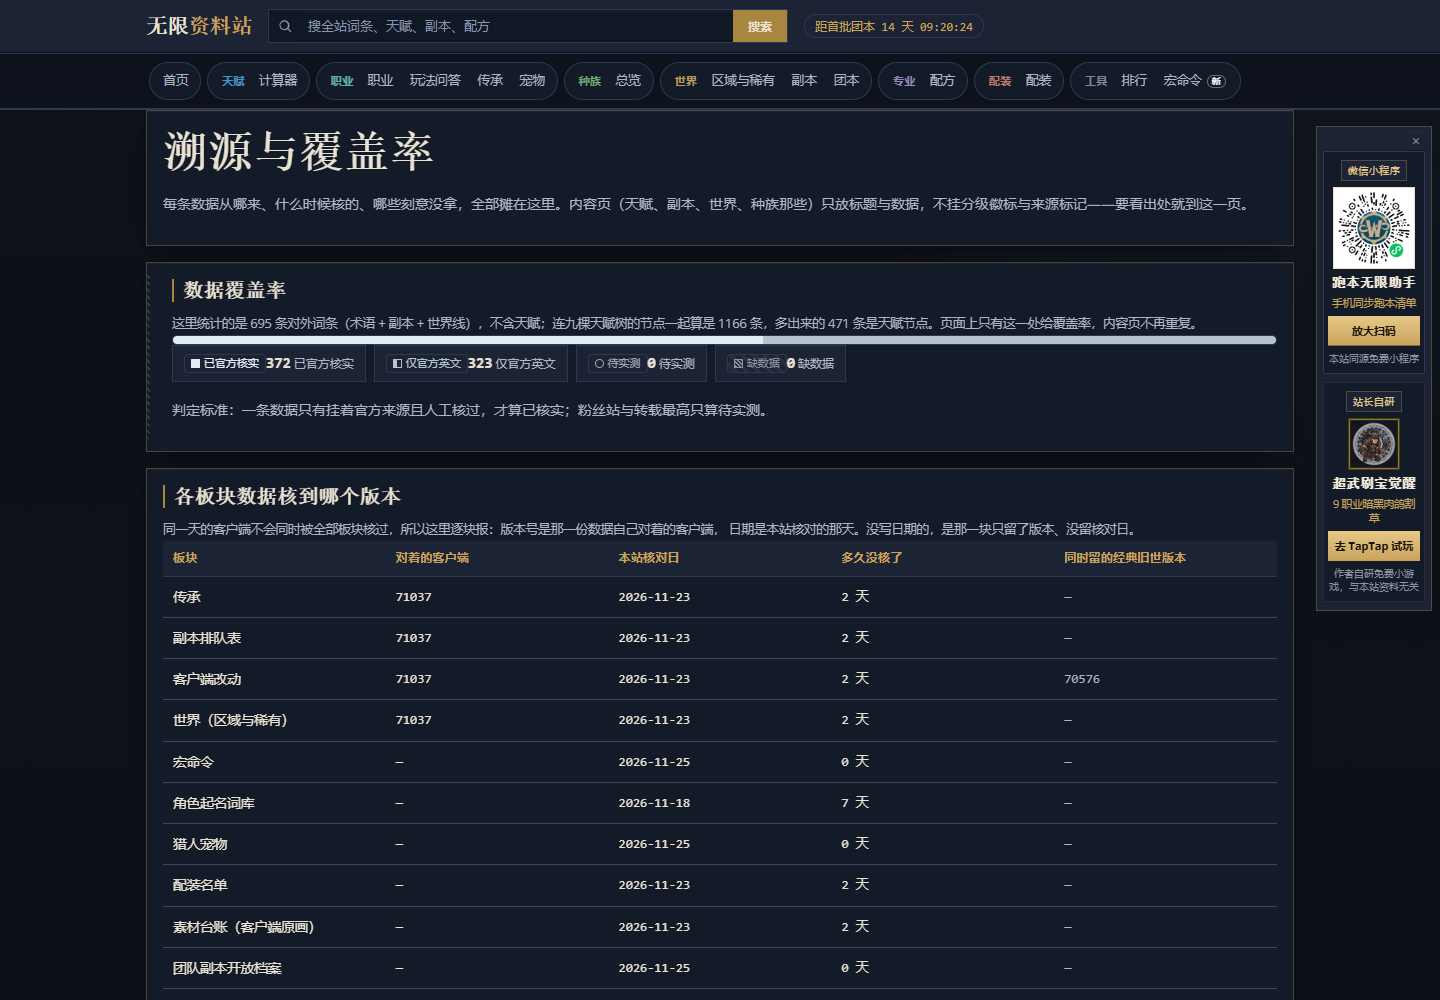 无限资料站
搜全站词条、天赋、副本、配方
搜索
距首批团本 14 天 09:20:24
首页
天赋 计算器
职业 职业 玩法问答 传承 宠物
种族 总览
世界 区域与稀有 副本 团本
专业 配方
配装 配装
工具 排行 宏命令 新
溯源与覆盖率
每条数据从哪来、什么时候核的、哪些刻意没拿，全部摊在这里。内容页（天赋、副本、世界、种族那些）只放标题与数据，不挂分级徽标与来源标记——要看出处就到这一页。
数据覆盖率
这里统计的是 695 条对外词条（术语 + 副本 + 世界线），不含天赋；连九棵天赋树的节点一起算是 1166 条，多出来的 471 条是天赋节点。页面上只有这一处给覆盖率，内容页不再重复。
已官方核实 372 已官方核实
仅官方英文 323 仅官方英文
待实测 0 待实测
缺数据 0 缺数据
判定标准：一条数据只有挂着官方来源且人工核过，才算已核实；粉丝站与转载最高只算待实测。
各板块数据核到哪个版本
同一天的客户端不会同时被全部板块核过，所以这里逐块报：版本号是那一份数据自己对着的客户端， 日期是本站核对的那天。没写日期的，是那一块只留了版本、没留核对日。
板块 对着的客户端 本站核对日 多久没核了 同时留的经典旧世版本
传承 71037 2026-11-23 2 天 —
副本排队表 71037 2026-11-23 2 天 —
客户端改动 71037 2026-11-23 2 天 70576
世界（区域与稀有） 71037 2026-11-23 2 天 —
宏命令 — 2026-11-25 0 天 —
角色起名词库 — 2026-11-18 7 天 —
猎人宠物 — 2026-11-25 0 天 —
配装名单 — 2026-11-23 2 天 —
素材台账（客户端原画） — 2026-11-23 2 天 —
团队副本开放档案 — 2026-11-25 0 天 —
×
微信小程序
跑本无限助手
手机同步跑本清单
放大扫码
本站同源免费小程序
站长自研
超武刷宝觉醒
9 职业暗黑肉鸽割
草
去 TapTap 试玩
作者自研免费小游
戏，与本站资料无关